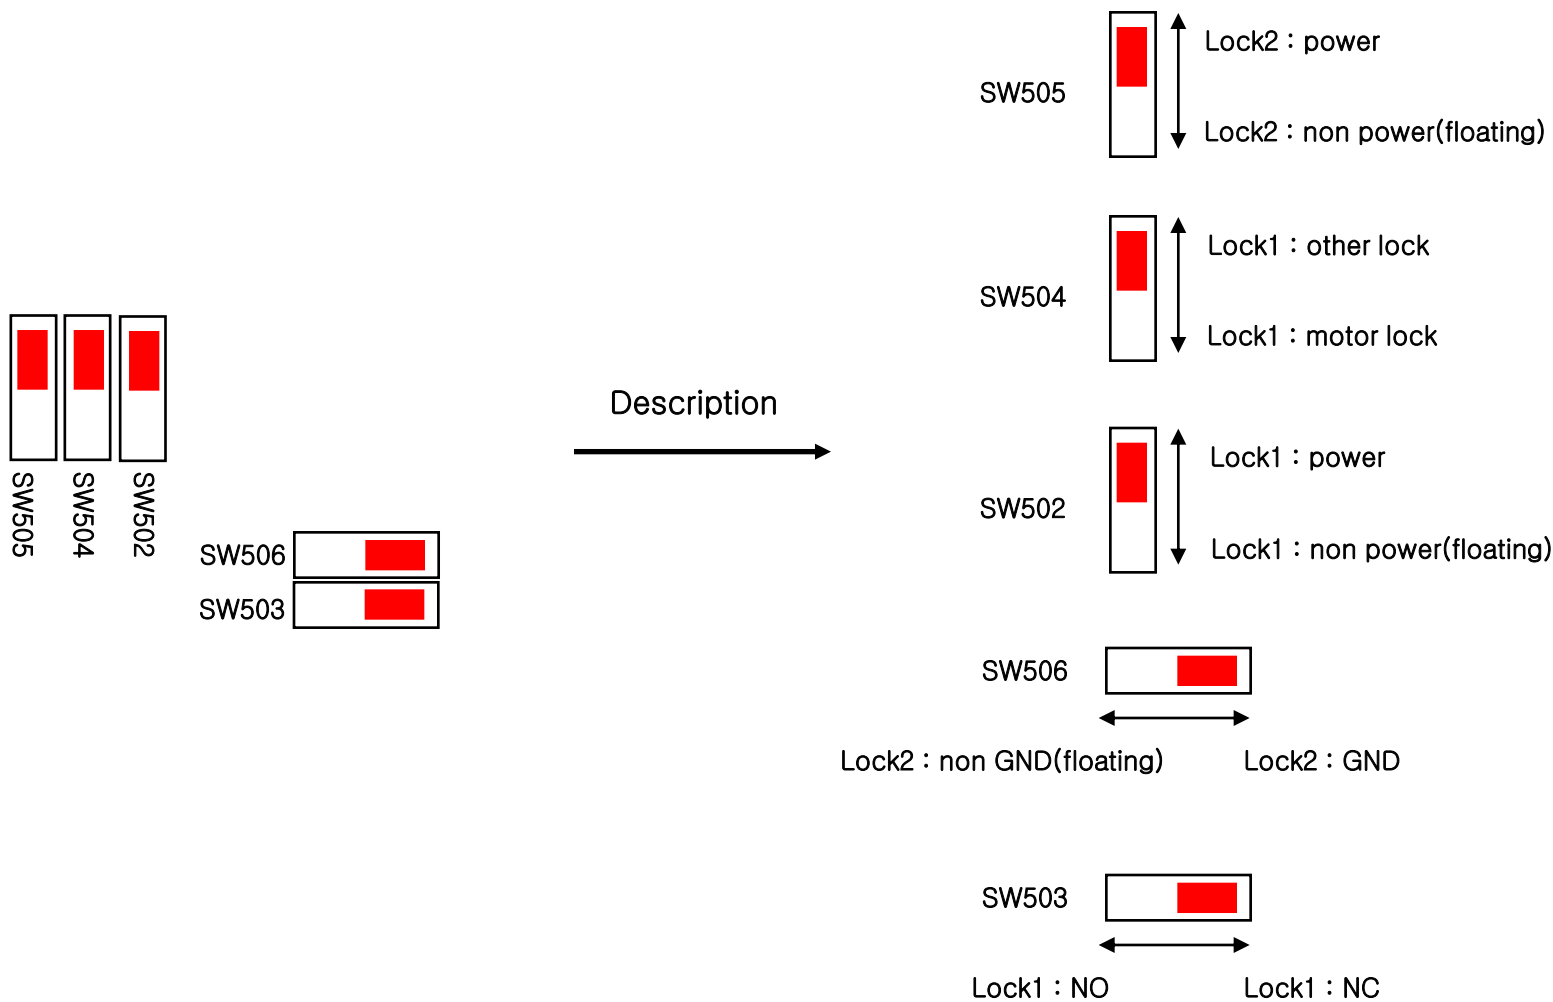 SW505
SW504
SW502
SW506
SW503
Description
SW505
Lock2 : power
Lock2 : non power(floating)
SW504
Lock1 : other lock
Lock1 : motor lock
SW502
Lock1 : power
Lock1 : non power(floating)
SW506
Lock2 : non GND(floating)
Lock2 : GND
SW503
Lock1 : NO
Lock1 : NC